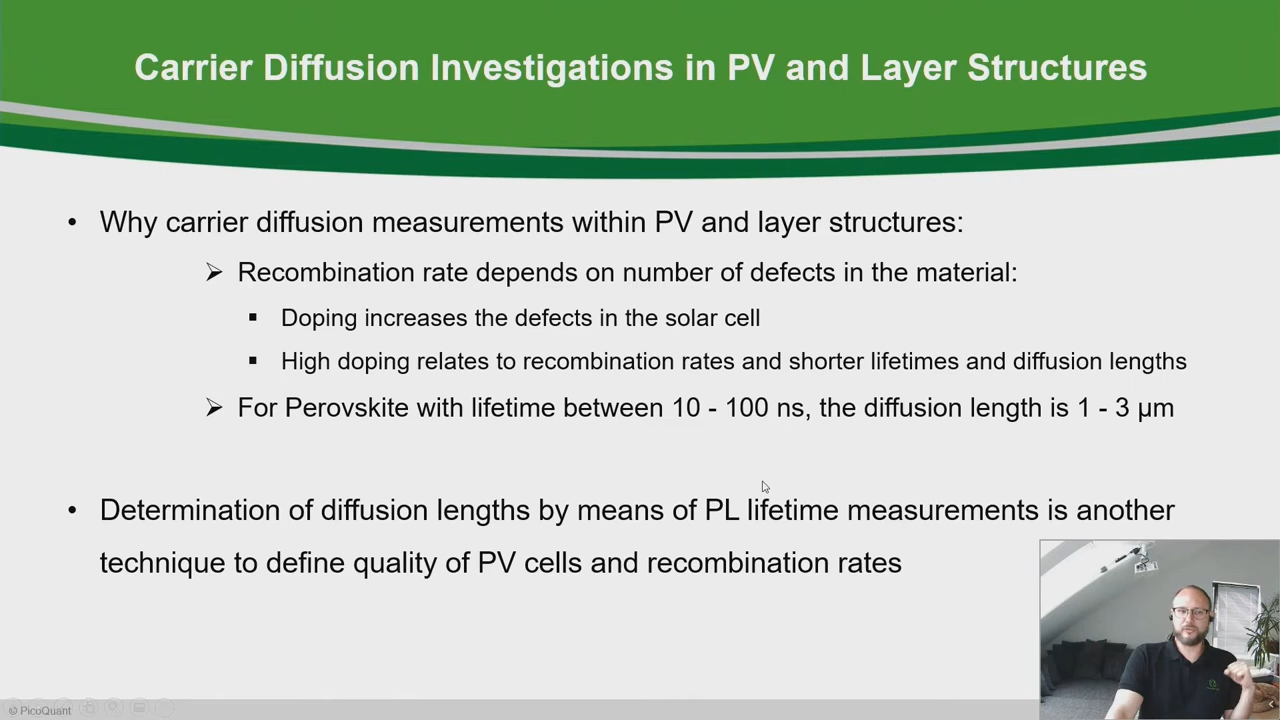 Carrier Diffusion Investigations in PV and Layer Structures
• Why carrier diffusion measurements within PV and layer structures:
➢ Recombination rate depends on number of defects in the material:
▪ Doping increases the defects in the solar cell
▪ High doping relates to recombination rates and shorter lifetimes and diffusion lengths
➢ For Perovskite with lifetime between 10 - 100 ns, the diffusion length is 1 - 3 μm
• Determination of diffusion lengths by means of PL lifetime measurements is another
technique to define quality of PV cells and recombination rates
© PicoQuant